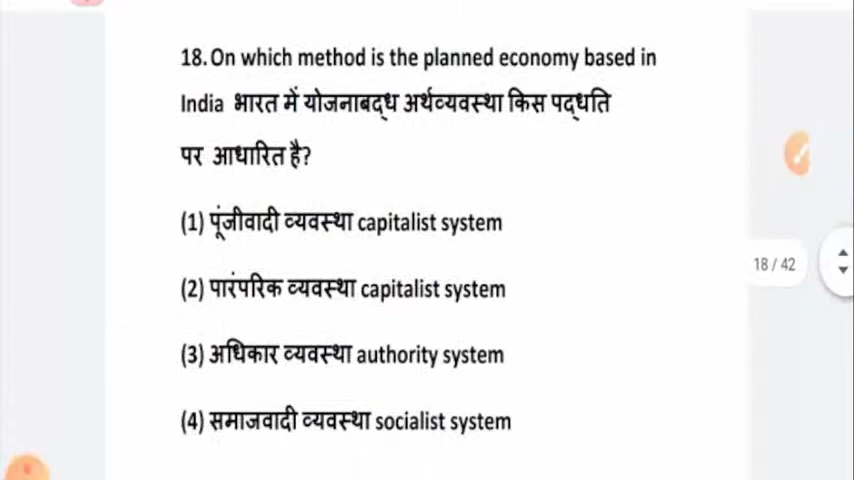 18. On which method is the planned economy based in
India भारत में योजनाबद्ध अर्थव्यवस्था किस पद्धति
पर आधारित है?
(1) पूंजीवादी व्यवस्था capitalist system
18 / 42
(2) पारंपरिक व्यवस्था capitalist system
(3) अधिकार व्यवस्था authority system
(4) समाजवादी व्यवस्था socialist system